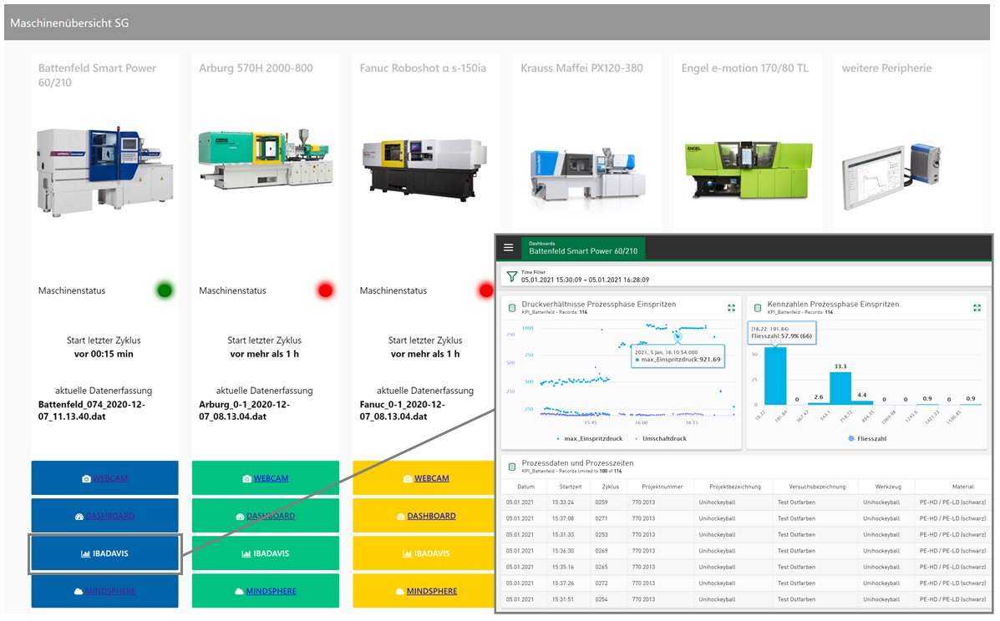 Maschinenübersicht SG
Battenfeld Smart Power
60/210
Arburg 570H 2000-800
Fanuc Roboshot α s-150ia
Krauss Maffei PX120-380
Engel e-motion 170/80 TL
weitere Peripherie
ENGEL
Maschinenstatus
Maschinenstatus
Maschinenstatus
Start letzter Zyklus
vor 00:15 min
Start letzter Zyklus
vor mehr als 1 h
Start letzter Zyklus
vor mehr als 1 h
aktuelle Datenerfassung
Battenfeld_074_2020-12-
07_11.13.40.dat
aktuelle Datenerfassung
Arburg_0-1_2020-12-
07_08.13.04.dat
aktuelle Datenerfassung
Fanuc_0-1_2020-12-
07_08.13.04.dat
WEBCAM
WEBCAM
WEBCAM
DASHBOARD
DASHBOARD
DASHBOARD
IBADAVIS
IBADAVIS
IBADAVIS
MINDSPHERE
MINDSPHERE
MINDSPHERE
Dashboards
Battenfeld Smart Power 60/210
Time Filter
05.01.2021 15:30:09 – 05.01.2021 16:28:09
Druckverhältnisse Prozessphase Einspritzen
KPI_Battenfeld - Records: 114
1000
750
750
500
500
250
250
2021, 5 Jan, 16:10:54.000
max_Einspritzdruck:921.69
15:45
16:00
16:15
max_Einspritzdruck
Umschaltdruck
Kennzahlen Prozessphase Einspritzen
KPI_Battenfeld - Records: 114
[16.22; 191.84)
Fliesszahl:57.9% (66)
50
25
0
0
2.6
33.3
4.4
0
0
0.9
0
0.9
16.22
191.84
367.47
543.1
718.72
894.35
1069.98
1245.6
1421.23
1596.85
Fliesszahl
Prozessdaten und Prozesszeiten
KPI_Battenfeld - Records limited to 100 of 114
Datum Startzeit Zyklus Projektnummer Projektbezeichnung Versuchsbezeichnung Werkzeug Material
05.01.2021 15:33:24 0259 770 2013 Unihockeyball Test Ostfarben Unihockeyball PE-HD / PE-LD (schwarz)
05.01.2021 15:37:08 0271 770 2013 Unihockeyball Test Ostfarben Unihockeyball PE-HD / PE-LD (schwarz)
05.01.2021 15:31:33 0253 770 2013 Unihockeyball Test Ostfarben Unihockeyball PE-HD / PE-LD (schwarz)
05.01.2021 15:36:30 0269 770 2013 Unihockeyball Test Ostfarben Unihockeyball PE-HD / PE-LD (schwarz)
05.01.2021 15:35:16 0265 770 2013 Unihockeyball Test Ostfarben Unihockeyball PE-HD / PE-LD (schwarz)
05.01.2021 15:37:26 0272 770 2013 Unihockeyball Test Ostfarben Unihockeyball PE-HD / PE-LD (schwarz)
05.01.2021 15:31:51 0254 770 2013 Unihockeyball Test Ostfarben Unihockeyball PE-HD / PE-LD (schwarz)